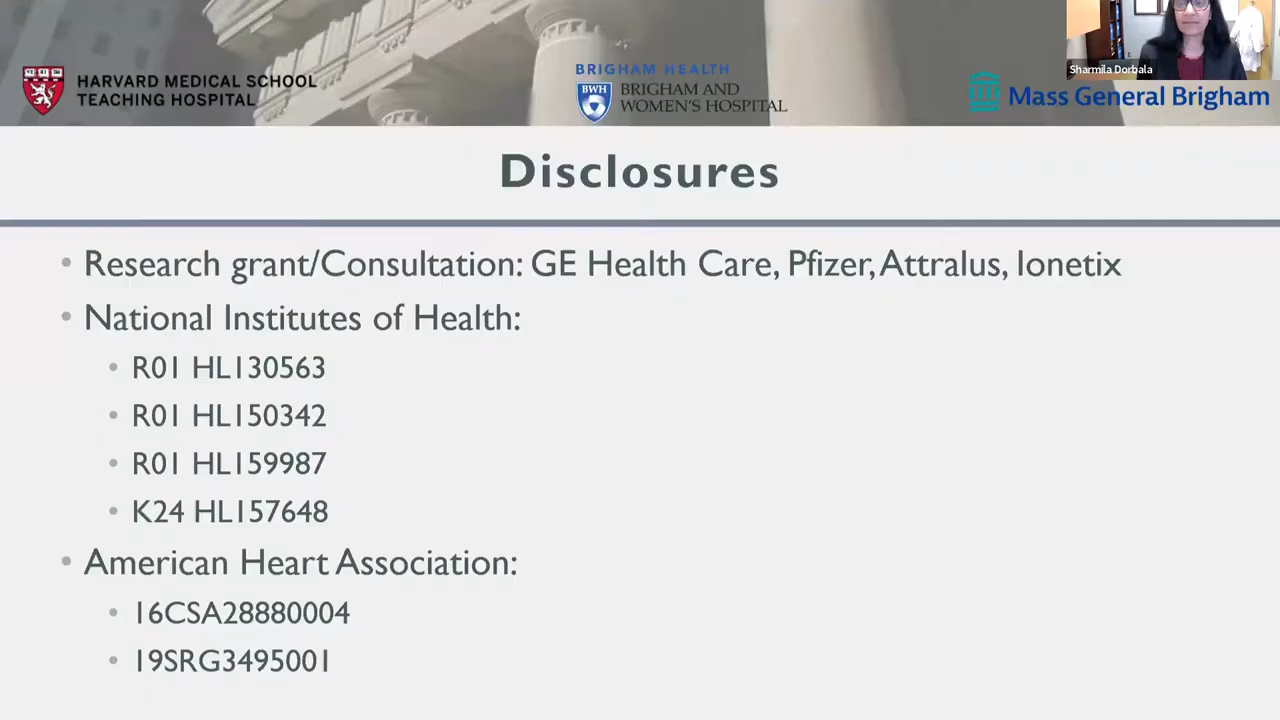 Sharmila Dorbala
HARVARD MEDICAL SCHOOL
TEACHING HOSPITAL
BRIGHAM HEALTH
BWH
BRIGHAM AND
WOMEN'S HOSPITAL
Mass General Brigham
Disclosures
• Research grant/Consultation: GE Health Care, Pfizer, Attralus, Ionetix
• National Institutes of Health:
• R01 HL130563
• R01 HL150342
• R01 HL159987
• K24 HL157648
• American Heart Association:
• 16CSA28880004
• 19SRG3495001